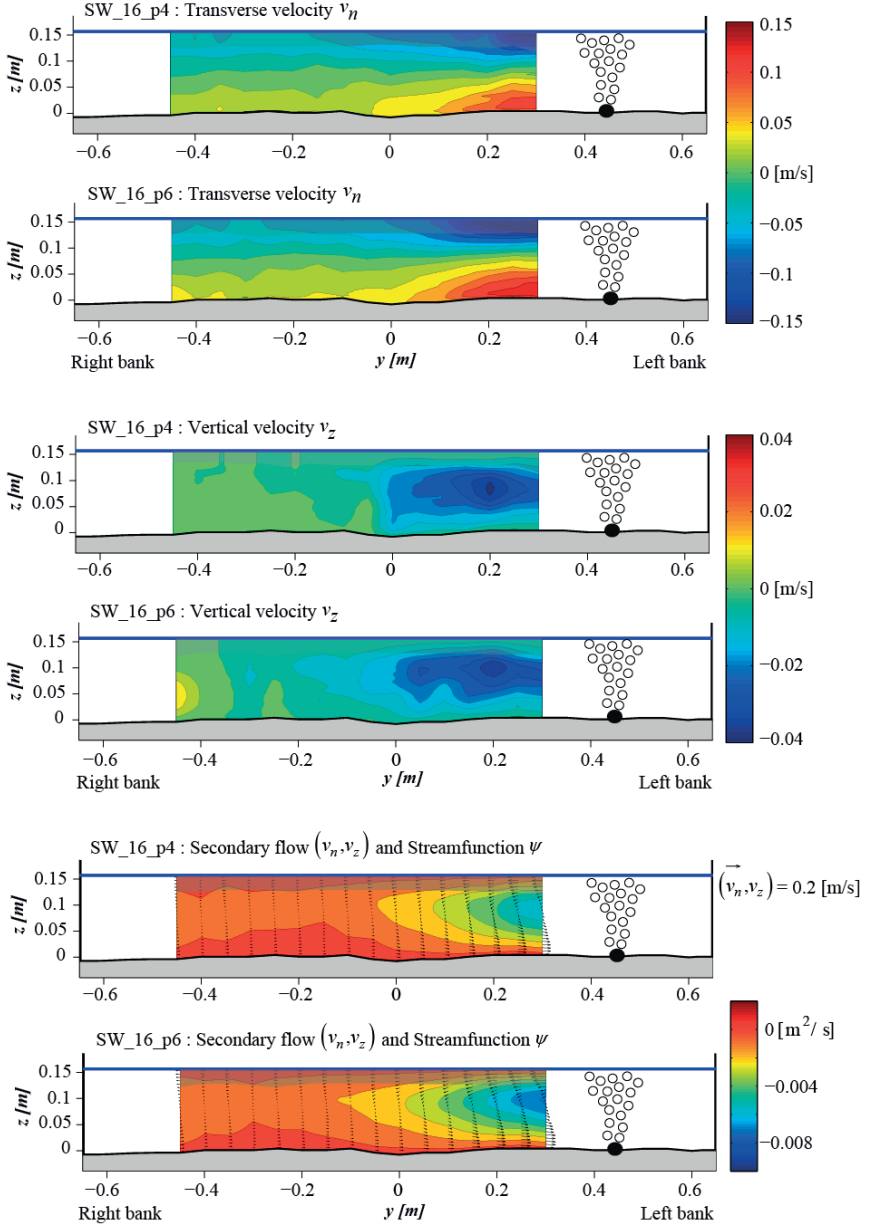 SW_16_p4 : Transverse velocity vₙ
z [m]
0.15
0.1
0.05
0
−0.6 −0.4 −0.2 0 0.2 0.4 0.6
SW_16_p6 : Transverse velocity vₙ
z [m]
0.15
0.1
0.05
0
−0.6 −0.4 −0.2 0 0.2 0.4 0.6
Right bank y [m] Left bank
0.15
0.1
0.05
0 [m/s]
−0.05
−0.1
−0.15
SW_16_p4 : Vertical velocity v_z
z [m]
0.15
0.1
0.05
0
−0.6 −0.4 −0.2 0 0.2 0.4 0.6
SW_16_p6 : Vertical velocity v_z
z [m]
0.15
0.1
0.05
0
−0.6 −0.4 −0.2 0 0.2 0.4 0.6
Right bank y [m] Left bank
0.04
0.02
0 [m/s]
−0.02
−0.04
SW_16_p4 : Secondary flow (vₙ,v_z) and Streamfunction ψ
z [m]
0.15
0.1
0.05
0
−0.6 −0.4 −0.2 0 0.2 0.4 0.6
(vₙ,v_z) = 0.2 [m/s]
SW_16_p6 : Secondary flow (vₙ,v_z) and Streamfunction ψ
z [m]
0.15
0.1
0.05
0
−0.6 −0.4 −0.2 0 0.2 0.4 0.6
Right bank y [m] Left bank
0 [m²/ s]
−0.004
−0.008